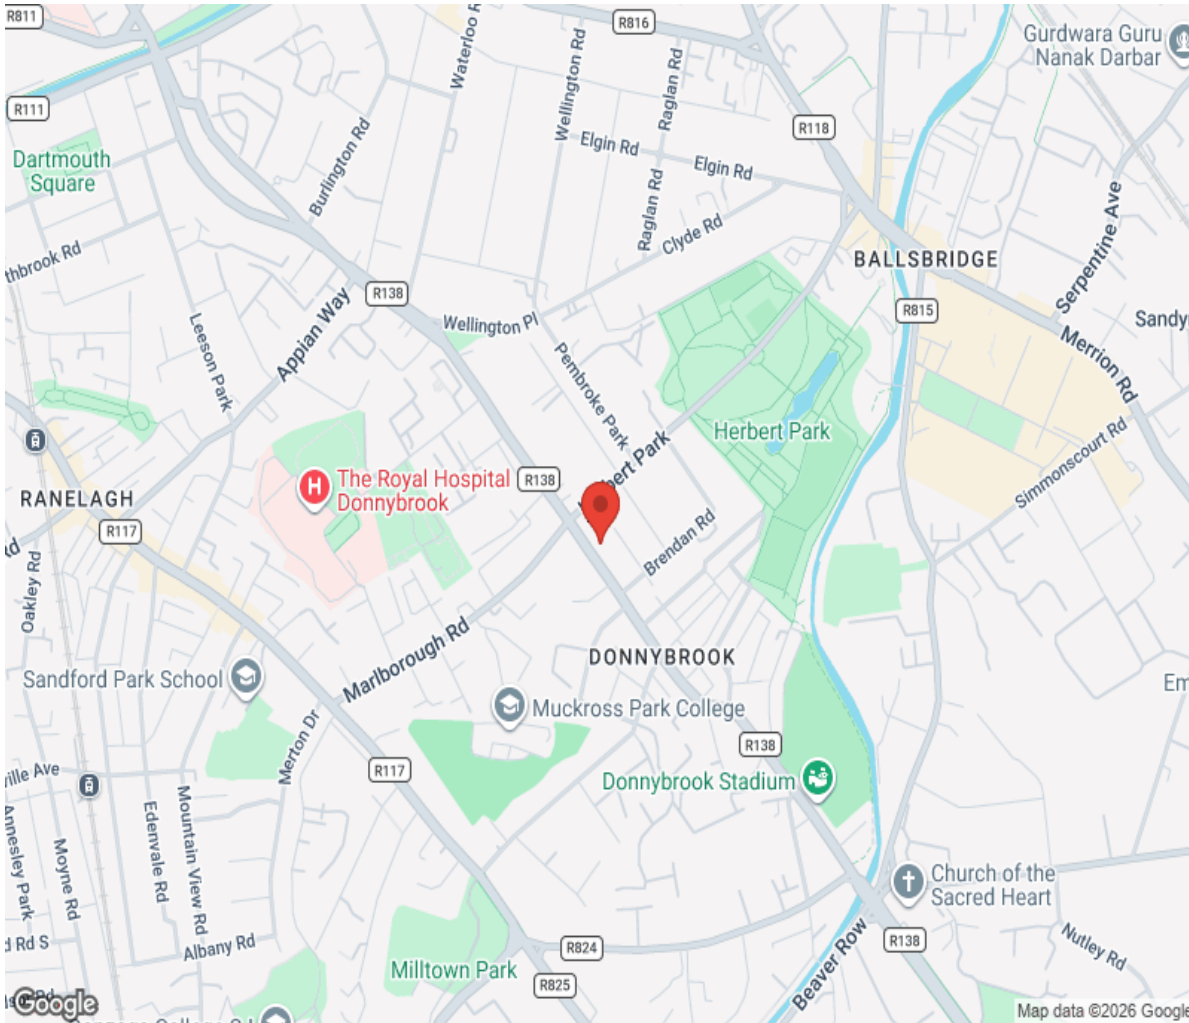 R811
R816
Waterloo R
Wellington Rd
Raglan Rd
Gurdwara Guru
Nanak Darbar
R111
R118
Elgin Rd
Elgin Rd
Dartmouth
Square
Burlington Rd
Raglan Rd
Clyde Rd
Serpentine Ave
BALLSBRIDGE
thbrook Rd
R138
R815
Leeson Park
Appian Way
Wellington Pl
Sandy
Merrion Rd
Pembroke Park
Herbert Park
Simmonscourt Rd
RANELAGH
The Royal Hospital
Donnybrook
R138
bert Park
R117
Rd
Oakley Rd
Brendan Rd
Marlborough Rd
DONNYBROOK
Sandford Park School
Em
Muckross Park College
Merton Dr
R138
R117
ville Ave
Donnybrook Stadium
Annesley Park
Moyne Rd
Edenvale Rd
Mountain View Rd
Church of the
Sacred Heart
d Rd S
Albany Rd
R824
R138
Nutley Rd
Milltown Park
R825
Beaver Row
Google
Map data ©2026 Google